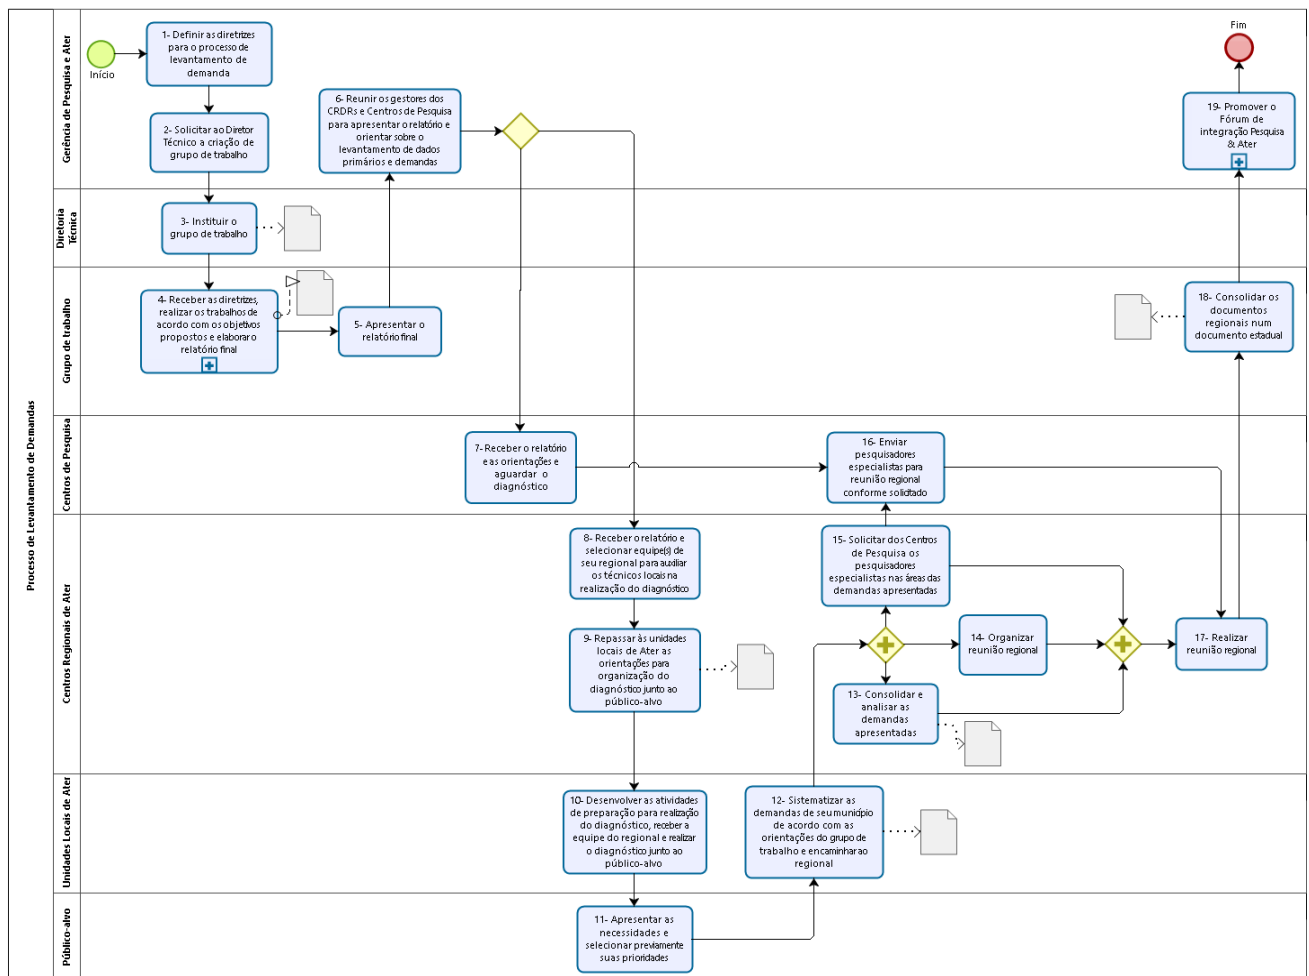 Processo de Levantamento de Demandas
Gerência de Pesquisa e Ater
Início
1- Definir as diretrizes
para o processo de
levantamento de
demanda
2- Solicitar ao Diretor
Técnico a criação de
grupo de trabalho
6- Reunir os gestores dos
CRDRs e Centros de Pesquisa
para apresentar o relatório e
orientar sobre o
levantamento de dados
primários e demandas
Fim
19- Promover o
Fórum de
integração Pesquisa
& Ater
Diretoria
Técnica
3- Instituir o
grupo de trabalho
Grupo de trabalho
4- Receber as diretrizes,
realizar os trabalhos de
acordo com os objetivos
propostos e elaborar o
relatório final
5- Apresentar o
relatório final
18- Consolidar os
documentos
regionais num
documento estadual
Centros de Pesquisa
7- Receber o relatório
e as orientações e
aguardar o
diagnóstico
16- Enviar
pesquisadores
especialistas para
reunião regional
conforme solicitado
Centros Regionais de Ater
8- Receber o relatório e
selecionar equipe(s) de
seu regional para auxiliar
os técnicos locais na
realização do diagnóstico
9- Repassar às unidades
locais de Ater as
orientações para
organização do
diagnóstico junto ao
público-alvo
15- Solicitar dos Centros
de Pesquisa os
pesquisadores
especialistas nas áreas das
demandas apresentadas
14- Organizar
reunião regional
13- Consolidar e
analisar as
demandas
apresentadas
17- Realizar
reunião regional
Unidades Locais de Ater
10- Desenvolver as atividades
de preparação para realização
do diagnóstico, receber a
equipe do regional e realizar
o diagnóstico junto ao
público-alvo
12- Sistematizar as
demandas de seu município
de acordo com as
orientações do grupo de
trabalho e encaminhar ao
regional
Público-alvo
11- Apresentar as
necessidades e
selecionar previamente
suas prioridades